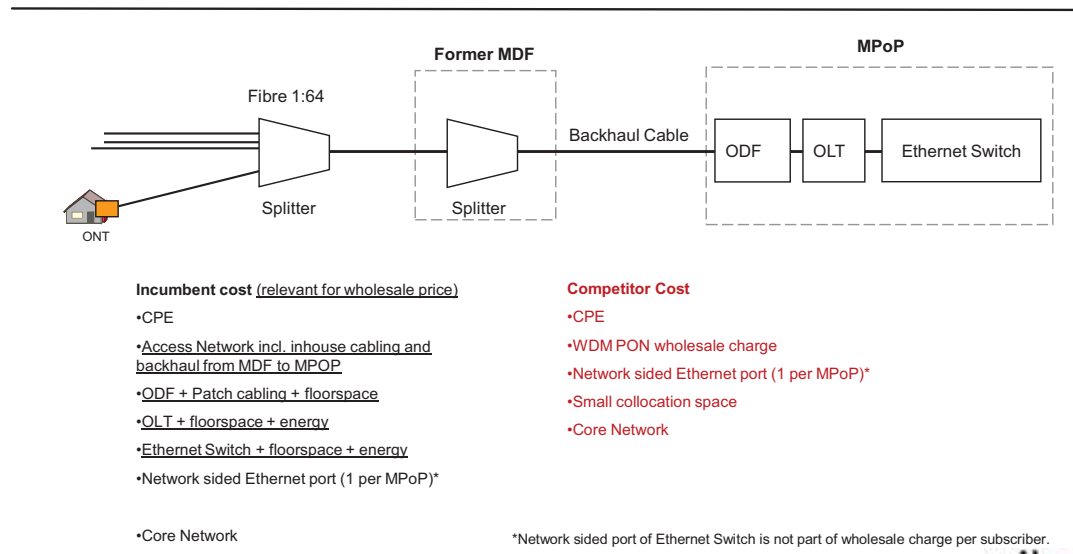 Former MDF
MPoP
Fibre 1:64
Backhaul Cable
ODF
OLT
Ethernet Switch
Splitter
Splitter
ONT
Incumbent cost (relevant for wholesale price)
•CPE
•Access Network incl. inhouse cabling and
backhaul from MDF to MPOP
•ODF + Patch cabling + floorspace
•OLT + floorspace + energy
•Ethernet Switch + floorspace + energy
•Network sided Ethernet port (1 per MPoP)*
•Core Network
Competitor Cost
•CPE
•WDM PON wholesale charge
•Network sided Ethernet port (1 per MPoP)*
•Small collocation space
•Core Network
*Network sided port of Ethernet Switch is not part of wholesale charge per subscriber.